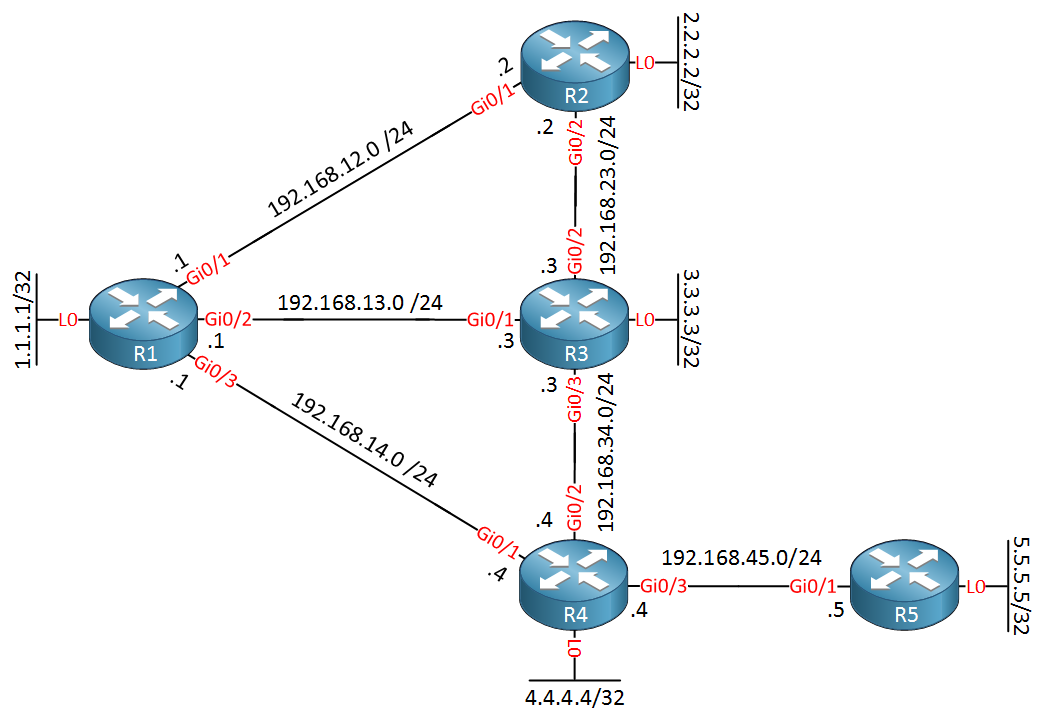 2.2.2.2/32
L0
R2
.2
Gi0/1
.2
Gi0/2
192.168.23.0/24
192.168.12.0 /24
.1
Gi0/1
Gi0/2
.3
1.1.1.1/32
L0
R1
Gi0/2
.1
192.168.13.0 /24
Gi0/1
.3
R3
L0
3.3.3.3/32
Gi0/3
.1
.3
Gi0/3
192.168.34.0/24
192.168.14.0 /24
Gi0/2
.4
Gi0/1
.4
R4
L0
4.4.4.4/32
Gi0/3
.4
192.168.45.0/24
Gi0/1
.5
R5
L0
5.5.5.5/32